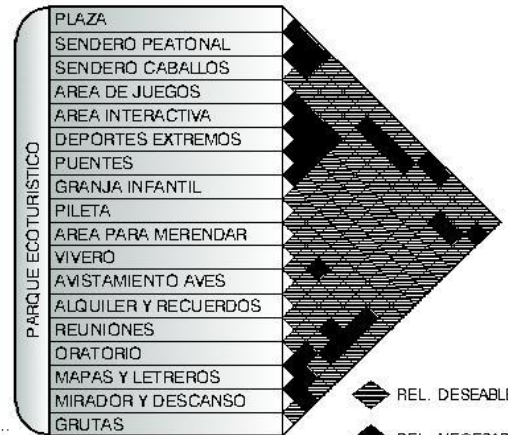 PARQUE ECOTURÍSTICO
PLAZA
SENDERO PEATONAL
SENDERO CABALLOS
AREA DE JUEGOS
AREA INTERACTIVA
DEPORTES EXTREMOS
PUENTES
GRANJA INFANTIL
PILETA
AREA PARA MERENDAR
VIVERO
AVISTAMIENTO AVES
ALQUILER Y RECUERDOS
REUNIONES
ORATORIO
MAPAS Y LETREROS
MIRADOR Y DESCANSO
GRUTAS
REL. DESEABLE